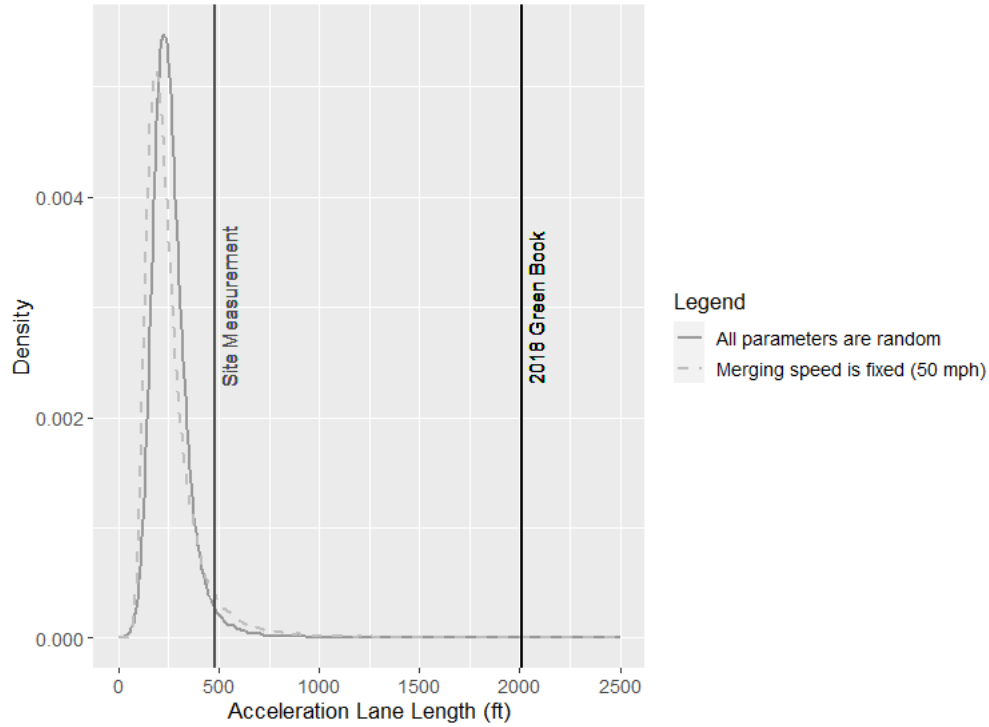 0.004
0.002
0.000
Density
Site Measurement
2018 Green Book
0
500
1000
1500
2000
2500
Acceleration Lane Length (ft)
Legend
All parameters are random
Merging speed is fixed (50 mph)